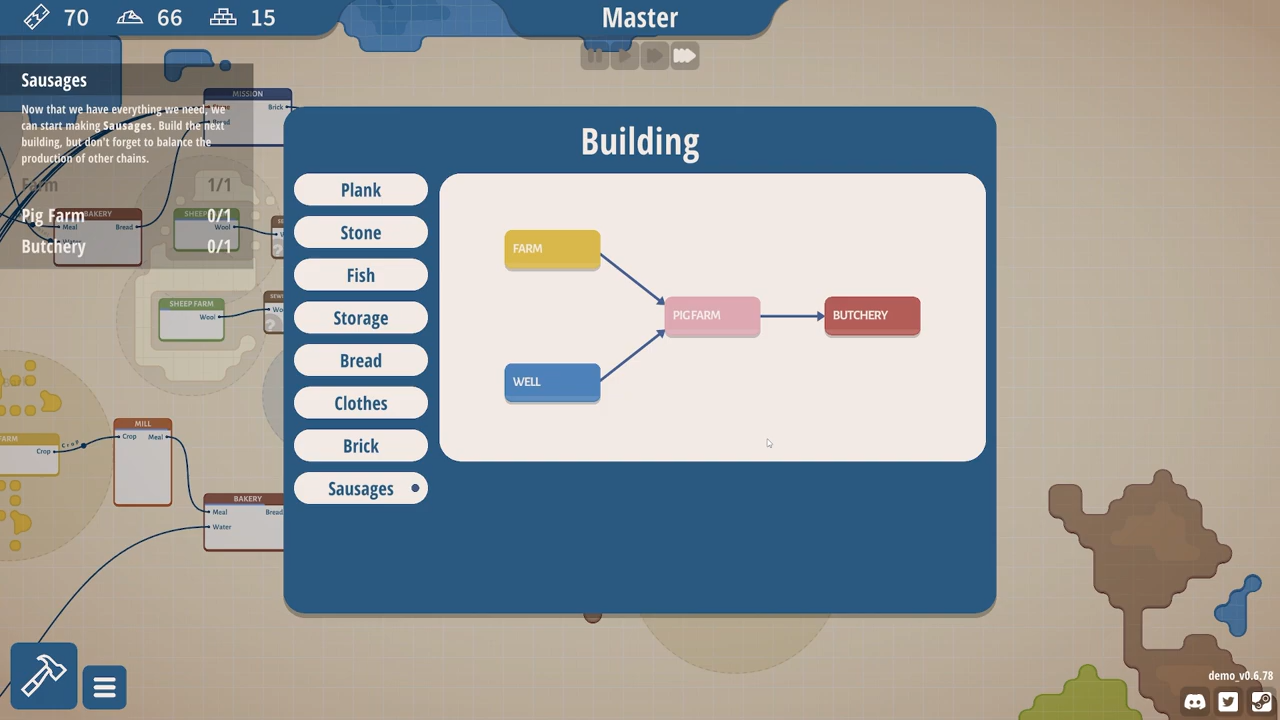 70 66 15
Master
Sausages
Now that we have everything we need, we
can start making Sausages. Build the next
building, but don't forget to balance the
production of other chains.
Farm 1/1
Pig Farm 0/1
Butchery 0/1
MISSION
Brick
BAKERY
Meal Bread
Wool
SHEEP FARM
Wool
FARM
Crop
Crop
MILL
Crop Meal
BAKERY
Meal Bread
Water
Building
Plank
Stone
Fish
Storage
Bread
Clothes
Brick
Sausages
FARM
PIG FARM
BUTCHERY
WELL
demo_v0.6.78